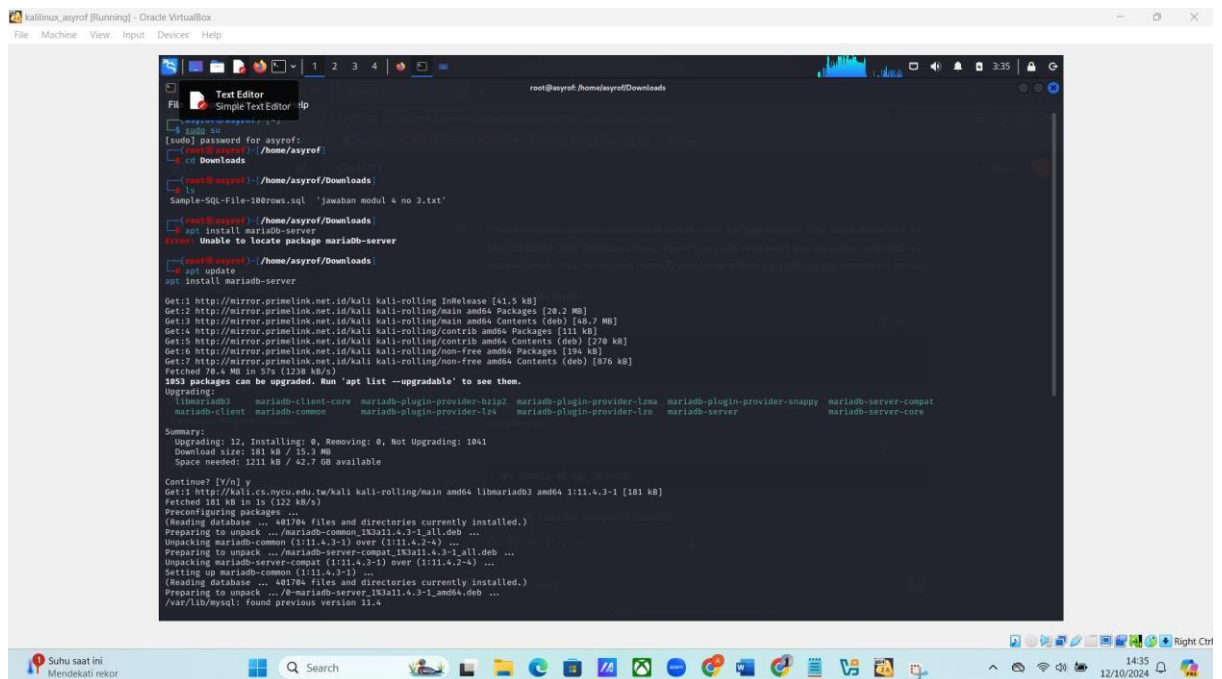 kalilinux_asyrof [Running] - Oracle VirtualBox
File Machine View Input Devices Help
1 2 3 4
3:35
Text Editor
Simple Text Editor
root@asyrof: /home/asyrof/Downloads
Fil
Help
$ sudo su
[sudo] password for asyrof:
(root㉿asyrof)-[/home/asyrof]
# cd Downloads
(root㉿asyrof)-[/home/asyrof/Downloads]
# ls
Sample-SQL-File-100rows.sql 'jawaban modul 4 no 3.txt'
(root㉿asyrof)-[/home/asyrof/Downloads]
# apt install mariaDb-server
Error: Unable to locate package mariaDb-server
(root㉿asyrof)-[/home/asyrof/Downloads]
# apt update
apt install mariadb-server
Get:1 http://mirror.primelink.net.id/kali kali-rolling InRelease [41.5 kB]
Get:2 http://mirror.primelink.net.id/kali kali-rolling/main amd64 Packages [20.2 MB]
Get:3 http://mirror.primelink.net.id/kali kali-rolling/main amd64 Contents (deb) [48.7 MB]
Get:4 http://mirror.primelink.net.id/kali kali-rolling/contrib amd64 Packages [111 kB]
Get:5 http://mirror.primelink.net.id/kali kali-rolling/contrib amd64 Contents (deb) [270 kB]
Get:6 http://mirror.primelink.net.id/kali kali-rolling/non-free amd64 Packages [194 kB]
Get:7 http://mirror.primelink.net.id/kali kali-rolling/non-free amd64 Contents (deb) [876 kB]
Fetched 70.4 MB in 57s (1238 kB/s)
1053 packages can be upgraded. Run 'apt list --upgradable' to see them.
Upgrading:
libmariadb3 mariadb-client-core mariadb-plugin-provider-bzip2 mariadb-plugin-provider-lzma mariadb-plugin-provider-snappy mariadb-server-compat
mariadb-client mariadb-common mariadb-plugin-provider-lz4 mariadb-plugin-provider-lzo mariadb-server mariadb-server-core
Summary:
Upgrading: 12, Installing: 0, Removing: 0, Not Upgrading: 1041
Download size: 181 kB / 15.3 MB
Space needed: 1211 kB / 42.7 GB available
Continue? [Y/n] y
Get:1 http://kali.cs.nycu.edu.tw/kali kali-rolling/main amd64 libmariadb3 amd64 1:11.4.3-1 [181 kB]
Fetched 181 kB in 1s (122 kB/s)
Preconfiguring packages ...
(Reading database ... 401704 files and directories currently installed.)
Preparing to unpack .../mariadb-common_1%3a11.4.3-1_all.deb ...
Unpacking mariadb-common (1:11.4.3-1) over (1:11.4.2-4) ...
Preparing to unpack .../mariadb-server-compat_1%3a11.4.3-1_all.deb ...
Unpacking mariadb-server-compat (1:11.4.3-1) over (1:11.4.2-4) ...
Setting up mariadb-common (1:11.4.3-1) ...
(Reading database ... 401704 files and directories currently installed.)
Preparing to unpack .../0-mariadb-server_1%3a11.4.3-1_amd64.deb ...
/var/lib/mysql: found previous version 11.4
Right Ctrl
Suhu saat ini
Mendekati rekor
Search
14:35
12/10/2024